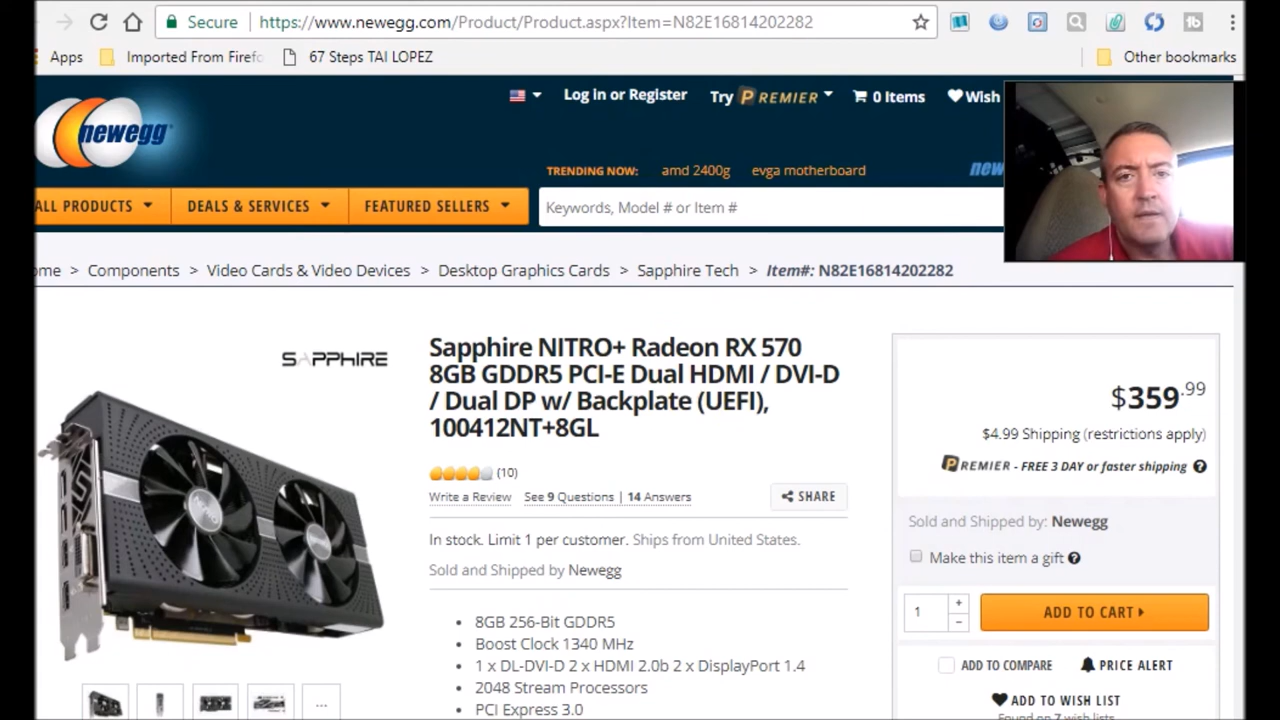 Secure
https://www.newegg.com/Product/Product.aspx?Item=N82E16814202282
Apps
Imported From Firefo
67 Steps TAI LOPEZ
Other bookmarks
newegg
Log in or Register
Try PREMIER
0 Items
Wish
TRENDING NOW:
amd 2400g
evga motherboard
new
ALL PRODUCTS
DEALS & SERVICES
FEATURED SELLERS
Keywords, Model # or Item #
ome > Components > Video Cards & Video Devices > Desktop Graphics Cards > Sapphire Tech > Item#: N82E16814202282
SAPPHIRE
Sapphire NITRO+ Radeon RX 570
8GB GDDR5 PCI-E Dual HDMI / DVI-D
/ Dual DP w/ Backplate (UEFI),
100412NT+8GL
(10)
Write a Review
See 9 Questions | 14 Answers
SHARE
In stock. Limit 1 per customer. Ships from United States.
Sold and Shipped by Newegg
• 8GB 256-Bit GDDR5
• Boost Clock 1340 MHz
• 1 x DL-DVI-D 2 x HDMI 2.0b 2 x DisplayPort 1.4
• 2048 Stream Processors
• PCI Express 3.0
$359.99
$4.99 Shipping (restrictions apply)
PREMIER - FREE 3 DAY or faster shipping ?
Sold and Shipped by: Newegg
Make this item a gift ?
1
+
−
ADD TO CART
ADD TO COMPARE
PRICE ALERT
ADD TO WISH LIST
Found on 7 wish lists
...